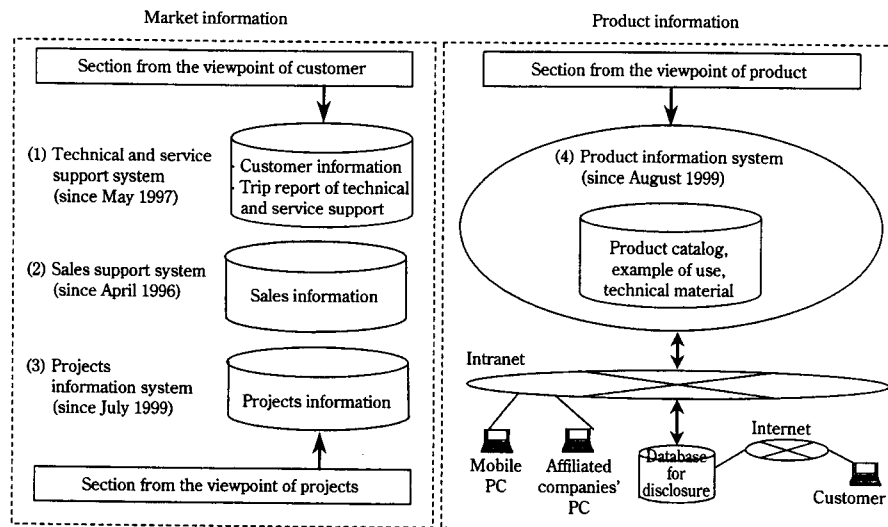 Market information
Section from the viewpoint of customer
(1) Technical and service
support system
(since May 1997)
· Customer information
· Trip report of technical
and service support
(2) Sales support system
(since April 1996)
Sales information
(3) Projects
information system
(since July 1999)
Projects information
Section from the viewpoint of projects
Product information
Section from the viewpoint of product
(4) Product information system
(since August 1999)
Product catalog,
example of use,
technical material
Intranet
Mobile
PC
Affiliated
companies'
PC
Database
for
disclosure
Internet
Customer